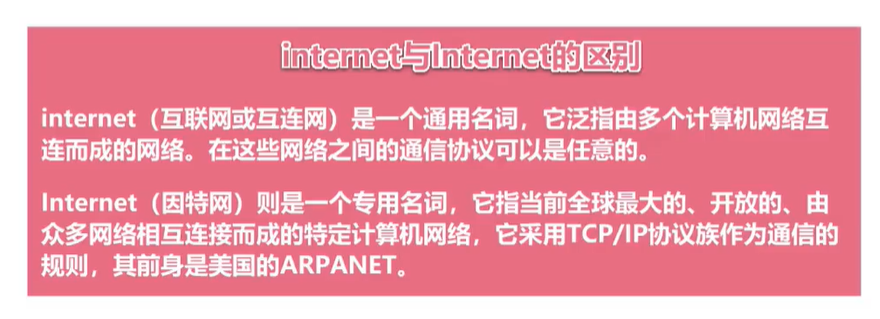 internet与Internet的区别
internet（互联网或互连网）是一个通用名词，它泛指由多个计算机网络互
连而成的网络。在这些网络之间的通信协议可以是任意的。
Internet（因特网）则是一个专用名词，它指当前全球最大的、开放的、由
众多网络相互连接而成的特定计算机网络，它采用TCP/IP协议族作为通信的
规则，其前身是美国的ARPANET。